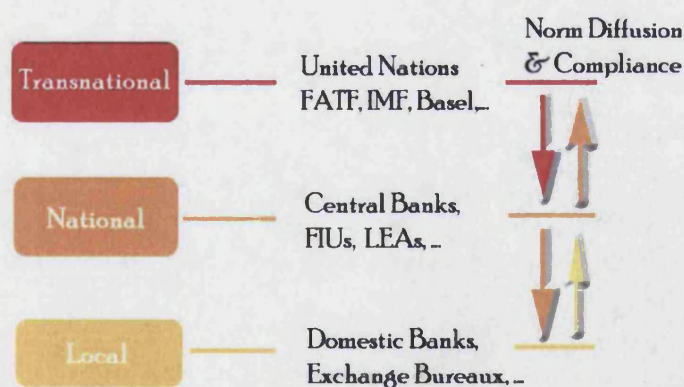 Norm Diffusion
& Compliance
Transnational
United Nations
FATF, IMF, Basel,...
National
Central Banks,
FIUs, LEAs, ...
Local
Domestic Banks,
Exchange Bureaux, ...